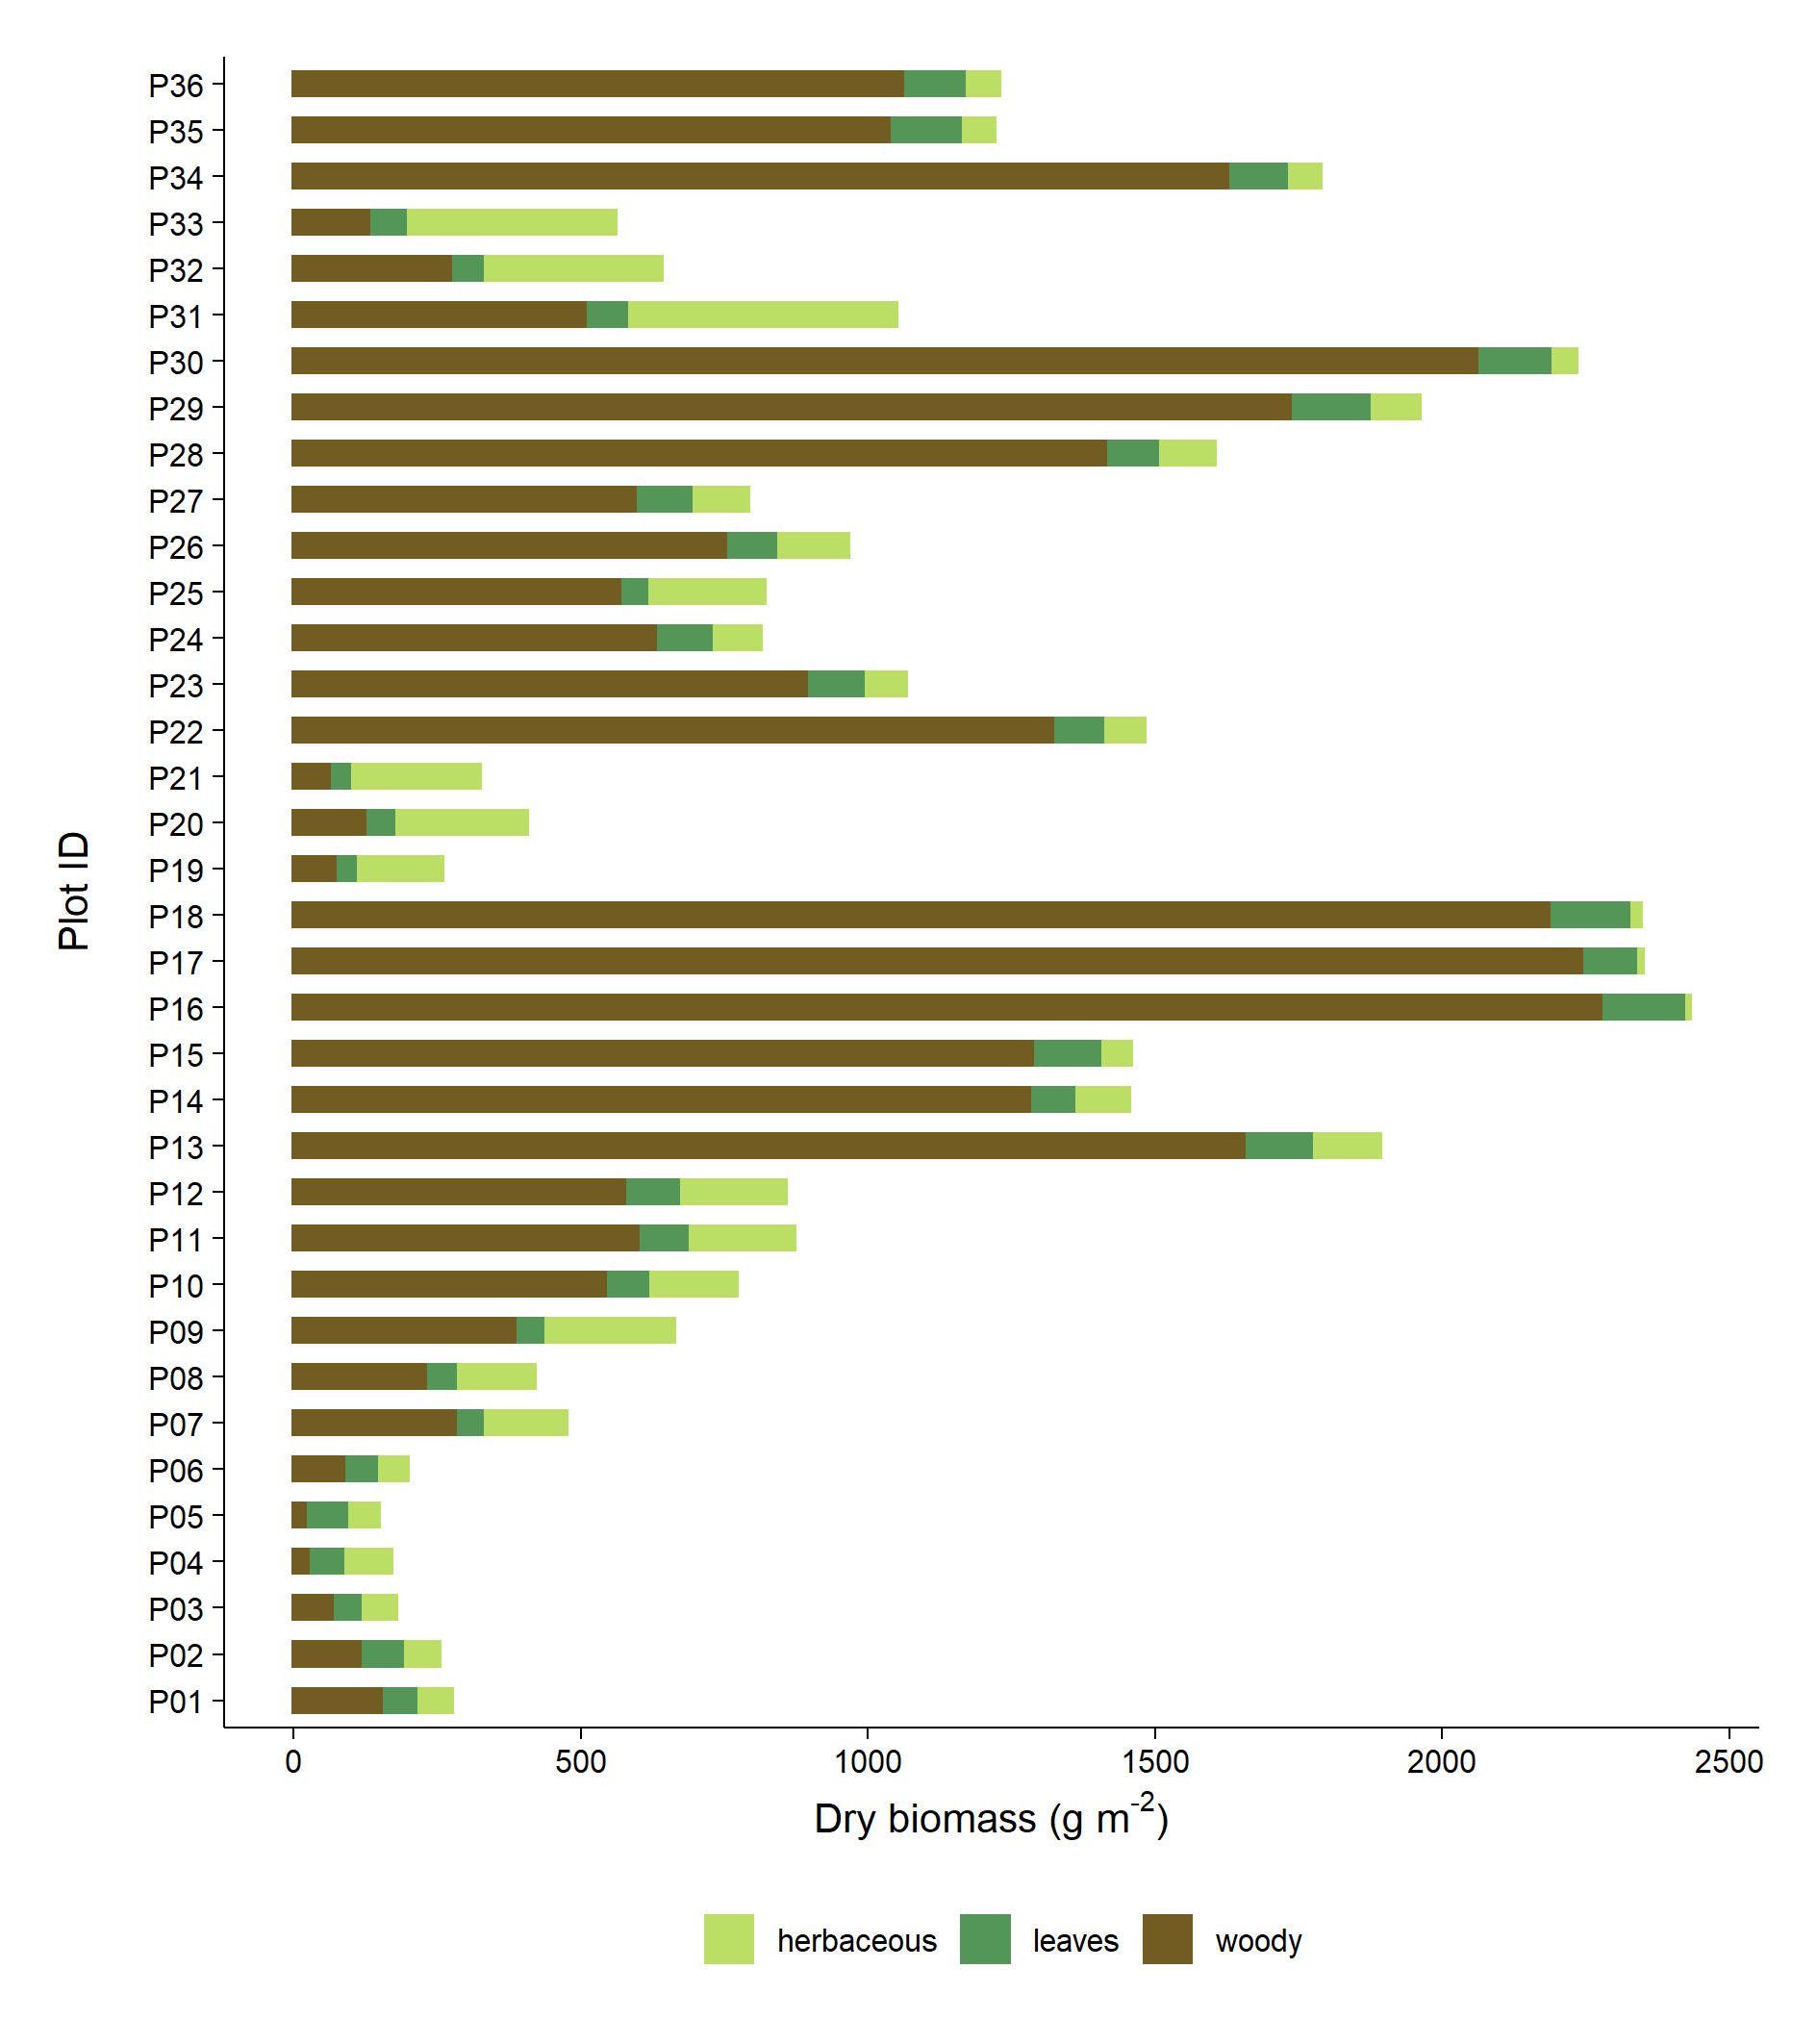 P36
P35
P34
P33
P32
P31
P30
P29
P28
P27
P26
P25
P24
P23
P22
P21
P20
P19
P18
P17
P16
P15
P14
P13
P12
P11
P10
P09
P08
P07
P06
P05
P04
P03
P02
P01
Plot ID
0 500 1000 1500 2000 2500
Dry biomass (g m⁻²)
herbaceous leaves woody